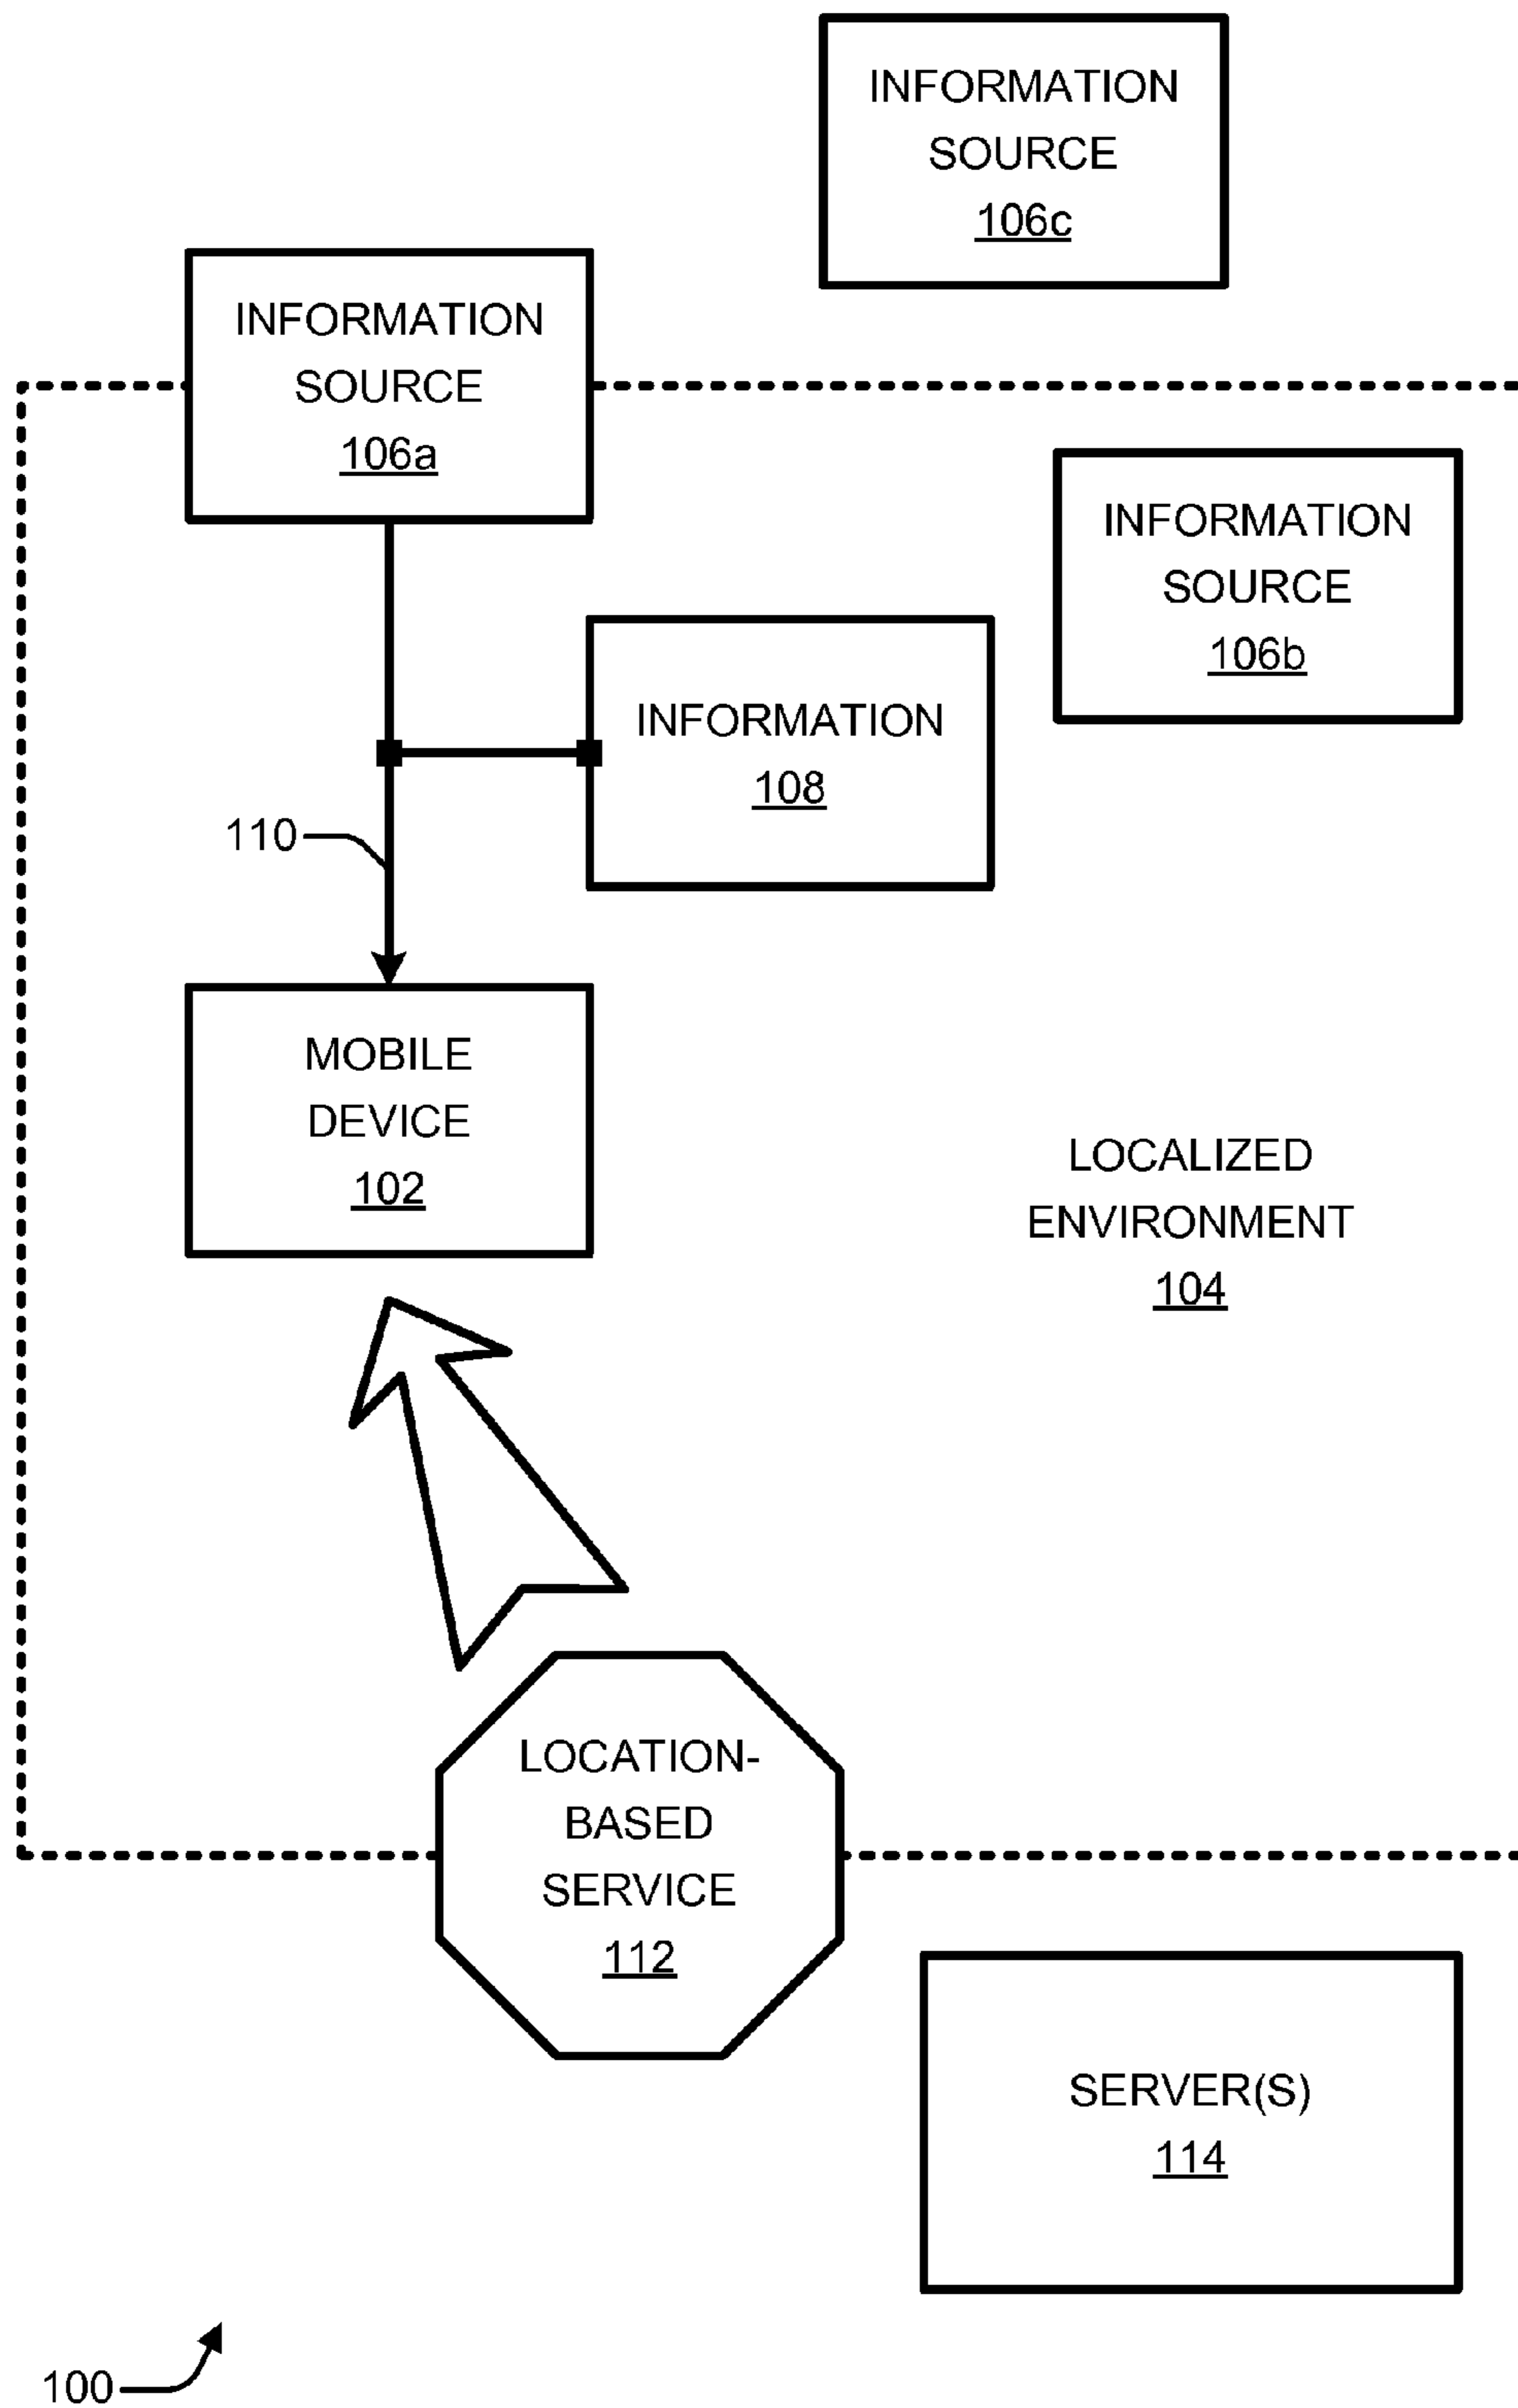 INFORMATION
SOURCE
106c
INFORMATION
SOURCE
106a
INFORMATION
SOURCE
106b
INFORMATION
108
110
MOBILE
DEVICE
102
LOCALIZED
ENVIRONMENT
104
LOCATION-
BASED
SERVICE
112
SERVER(S)
114
100